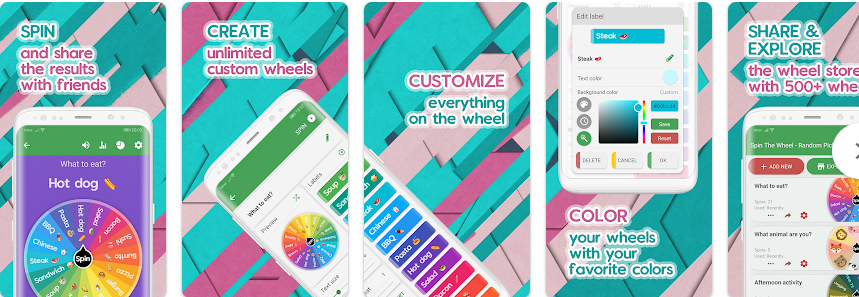 SPIN
and share
the results
with friends
What to eat?
Hot dog 🌭
Spin
Hot dog
Salad
Bacon
Sushi
Burrito
Pizza
Burger
Sandwich
Steak
Chinese
BBQ
Pasta
CREATE
unlimited
custom wheels
SPIN
What to eat?
Preview
Labels
Soup
Sandwich
Steak
Text size
CUSTOMIZE
everything
on the wheel
Chinese
BBQ
Pasta
Hot dog
Salad
Bacon
Edit label
Steak 🥩
Steak 🥩
Text color
Background color
Custom
Save
Reset
DELETE
CANCEL
OK
COLOR
your wheels
with your
favorite colors
SHARE &
EXPLORE
the wheel store
with 500+ whe
Spin The Wheel - Random Pic
+ ADD NEW
EXP
What to eat?
Spins: 21
Used: Recently
What animal are you?
Spins: 5
Used: Recently
Afternoon activity